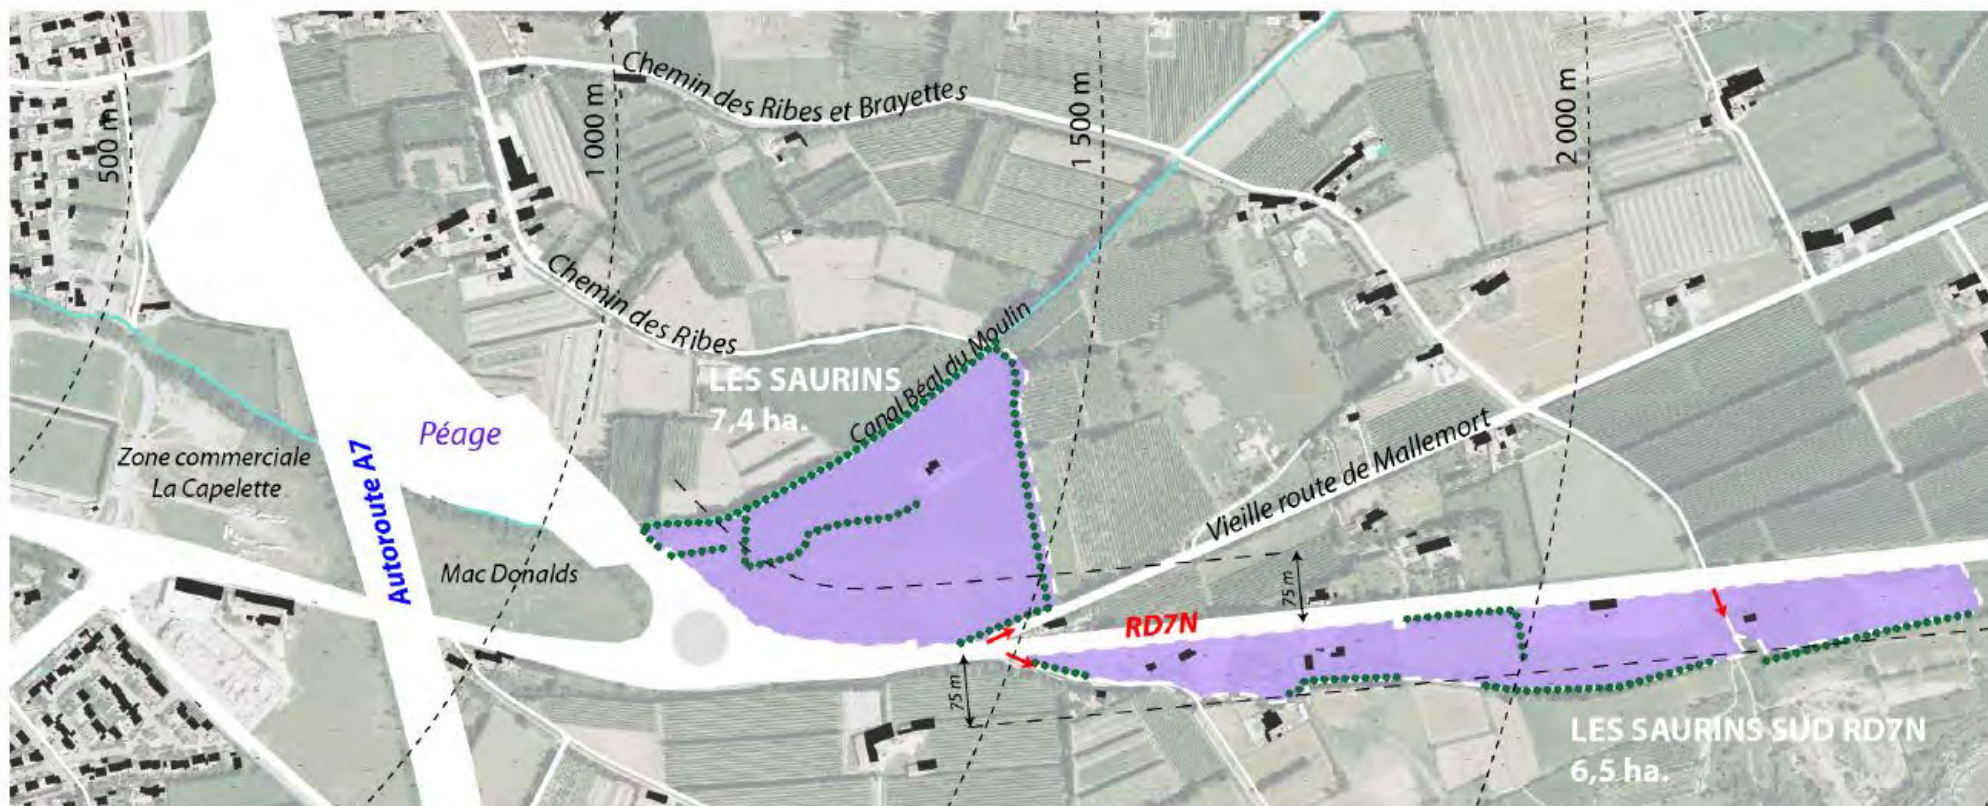 500 m
1 000 m
1 500 m
2 000 m
Chemin des Ribes et Brayettes
Chemin des Ribes
Canal Béal du Moulin
LES SAURINS
7,4 ha.
Péage
Zone commerciale
La Capelette
Autoroute A7
Mac Donalds
Vieille route de Mallemort
75 m
RD7N
75 m
LES SAURINS SUD RD7N
6,5 ha.